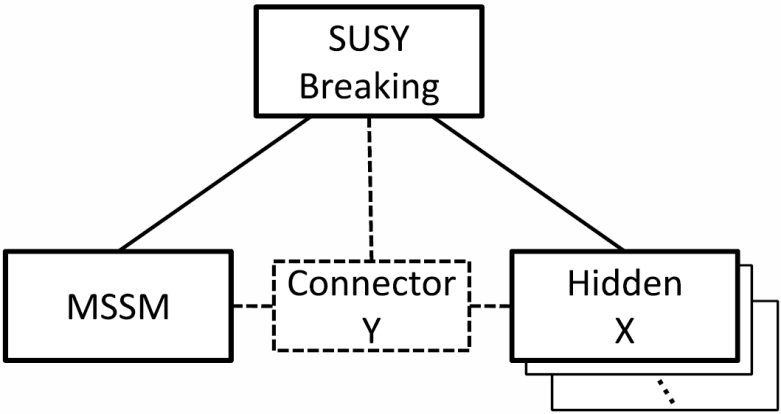 SUSY
Breaking
MSSM
Connector
Y
Hidden
X